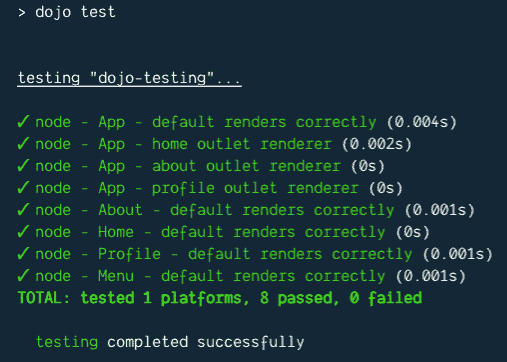 > dojo test
testing "dojo-testing"...
✓ node - App - default renders correctly (0.004s)
✓ node - App - home outlet renderer (0.002s)
✓ node - App - about outlet renderer (0s)
✓ node - App - profile outlet renderer (0s)
✓ node - About - default renders correctly (0.001s)
✓ node - Home - default renders correctly (0s)
✓ node - Profile - default renders correctly (0.001s)
✓ node - Menu - default renders correctly (0.001s)
TOTAL: tested 1 platforms, 8 passed, 0 failed
testing completed successfully